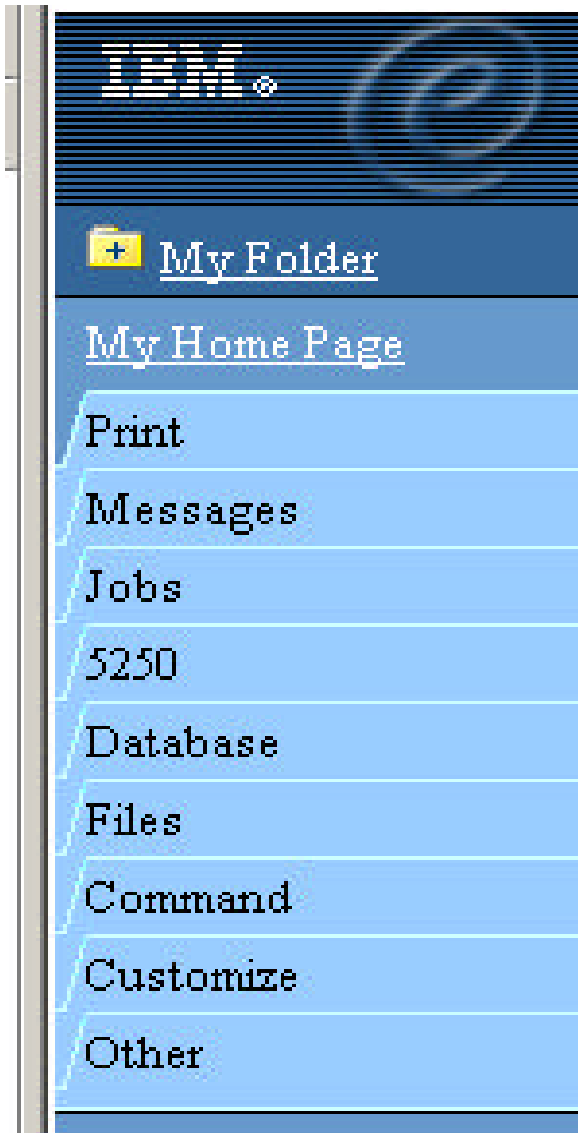 IBM®
My Folder
My Home Page
Print
Messages
Jobs
5250
Database
Files
Command
Customize
Other